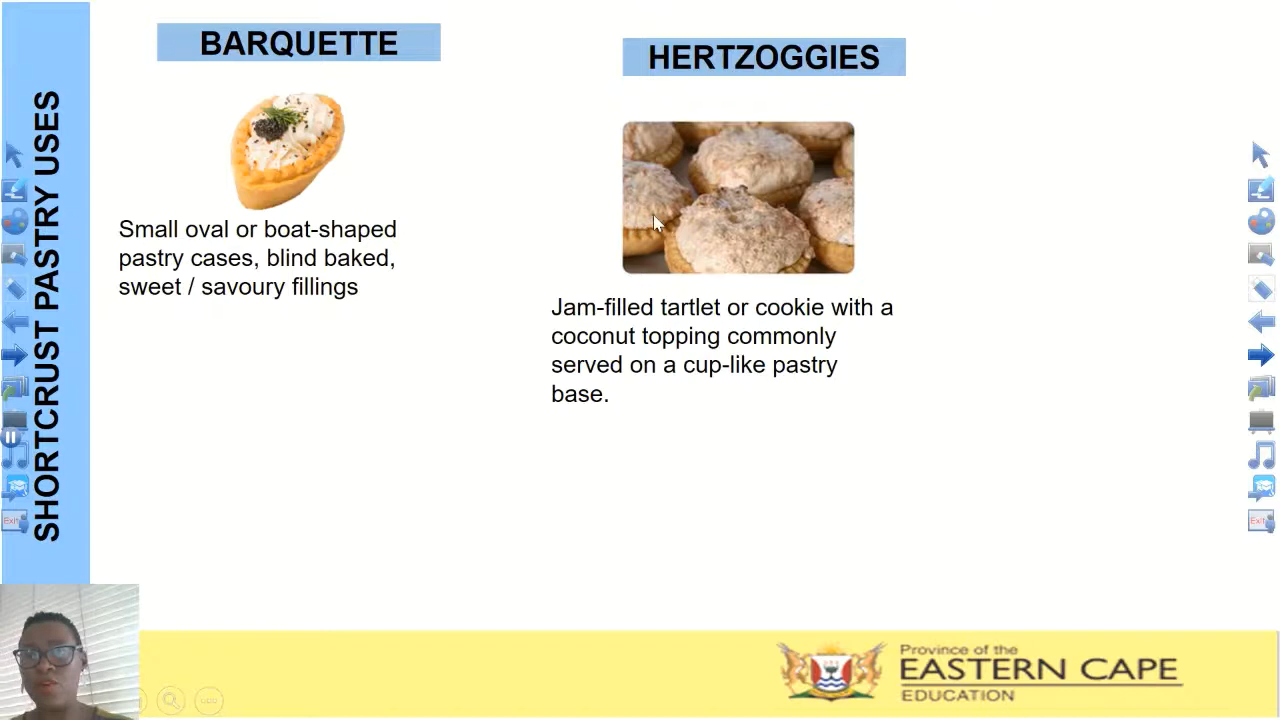 SHORTCRUST PASTRY USES
BARQUETTE
Small oval or boat-shaped
pastry cases, blind baked,
sweet / savoury fillings
HERTZOGGIES
Jam-filled tartlet or cookie with a
coconut topping commonly
served on a cup-like pastry
base.
Exit
Exit
Province of the
EASTERN CAPE
EDUCATION